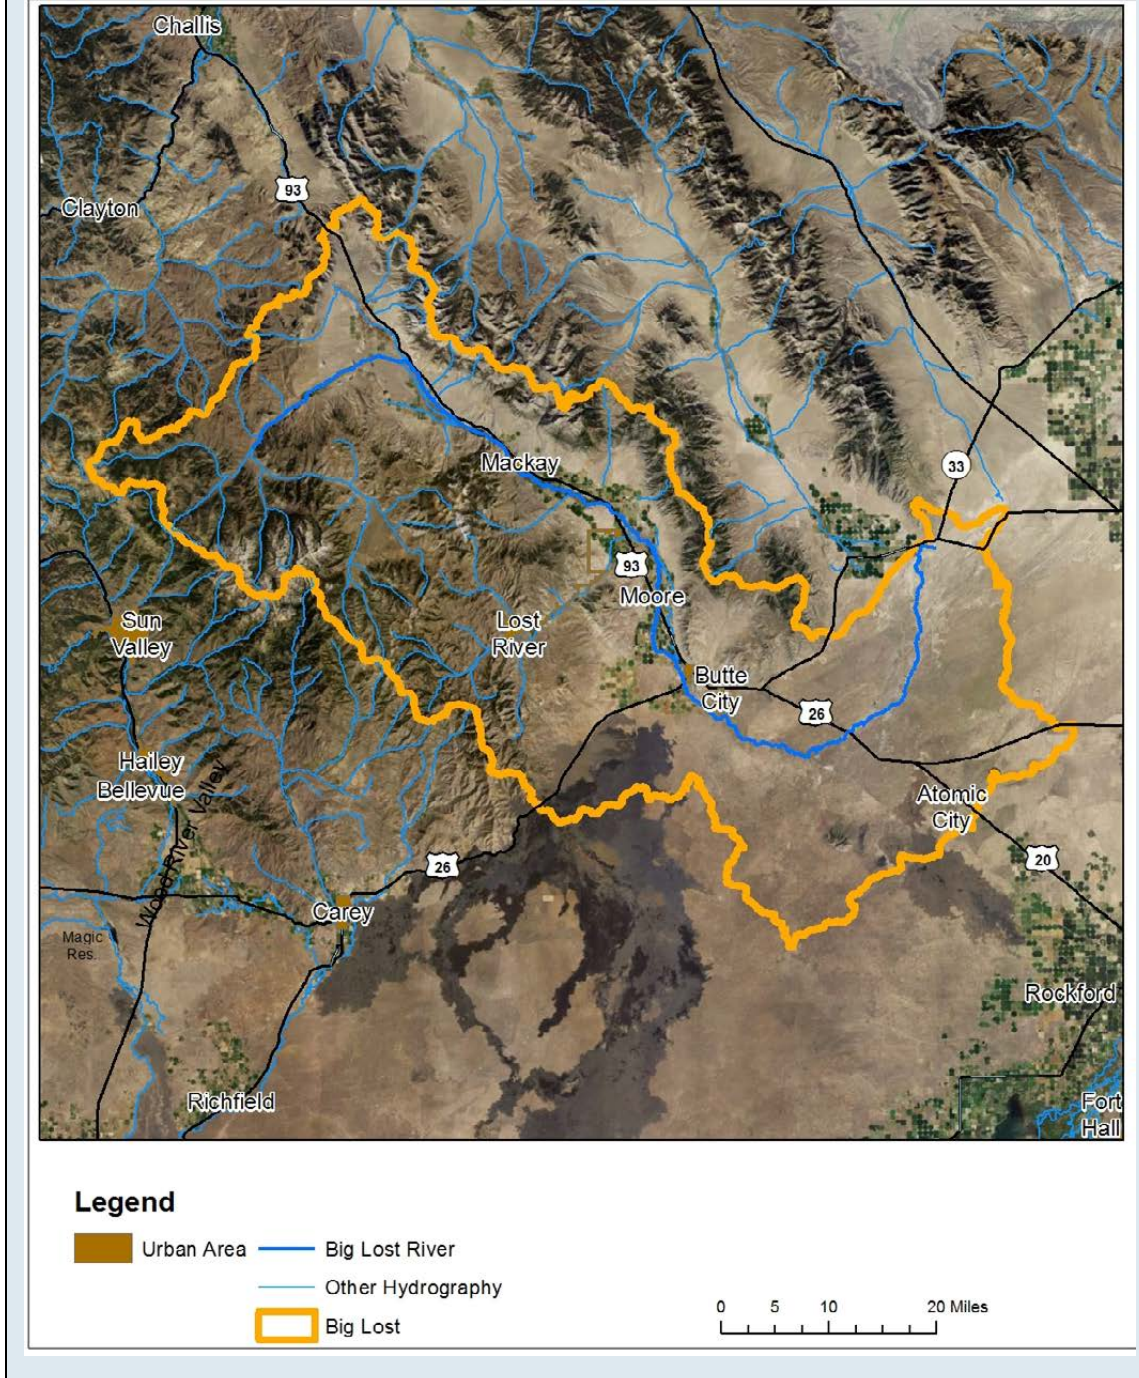 Challis
93
Clayton
33
Mackay
93
Moore
Sun
Valley
Lost
River
Butte
City
26
Hailey
Bellevue
Wood River Valley
Atomic
City
26
20
Carey
Magic
Res.
Rockford
Richfield
Fort
Hall
Legend
Urban Area
Big Lost River
Other Hydrography
Big Lost
0 5 10 20 Miles